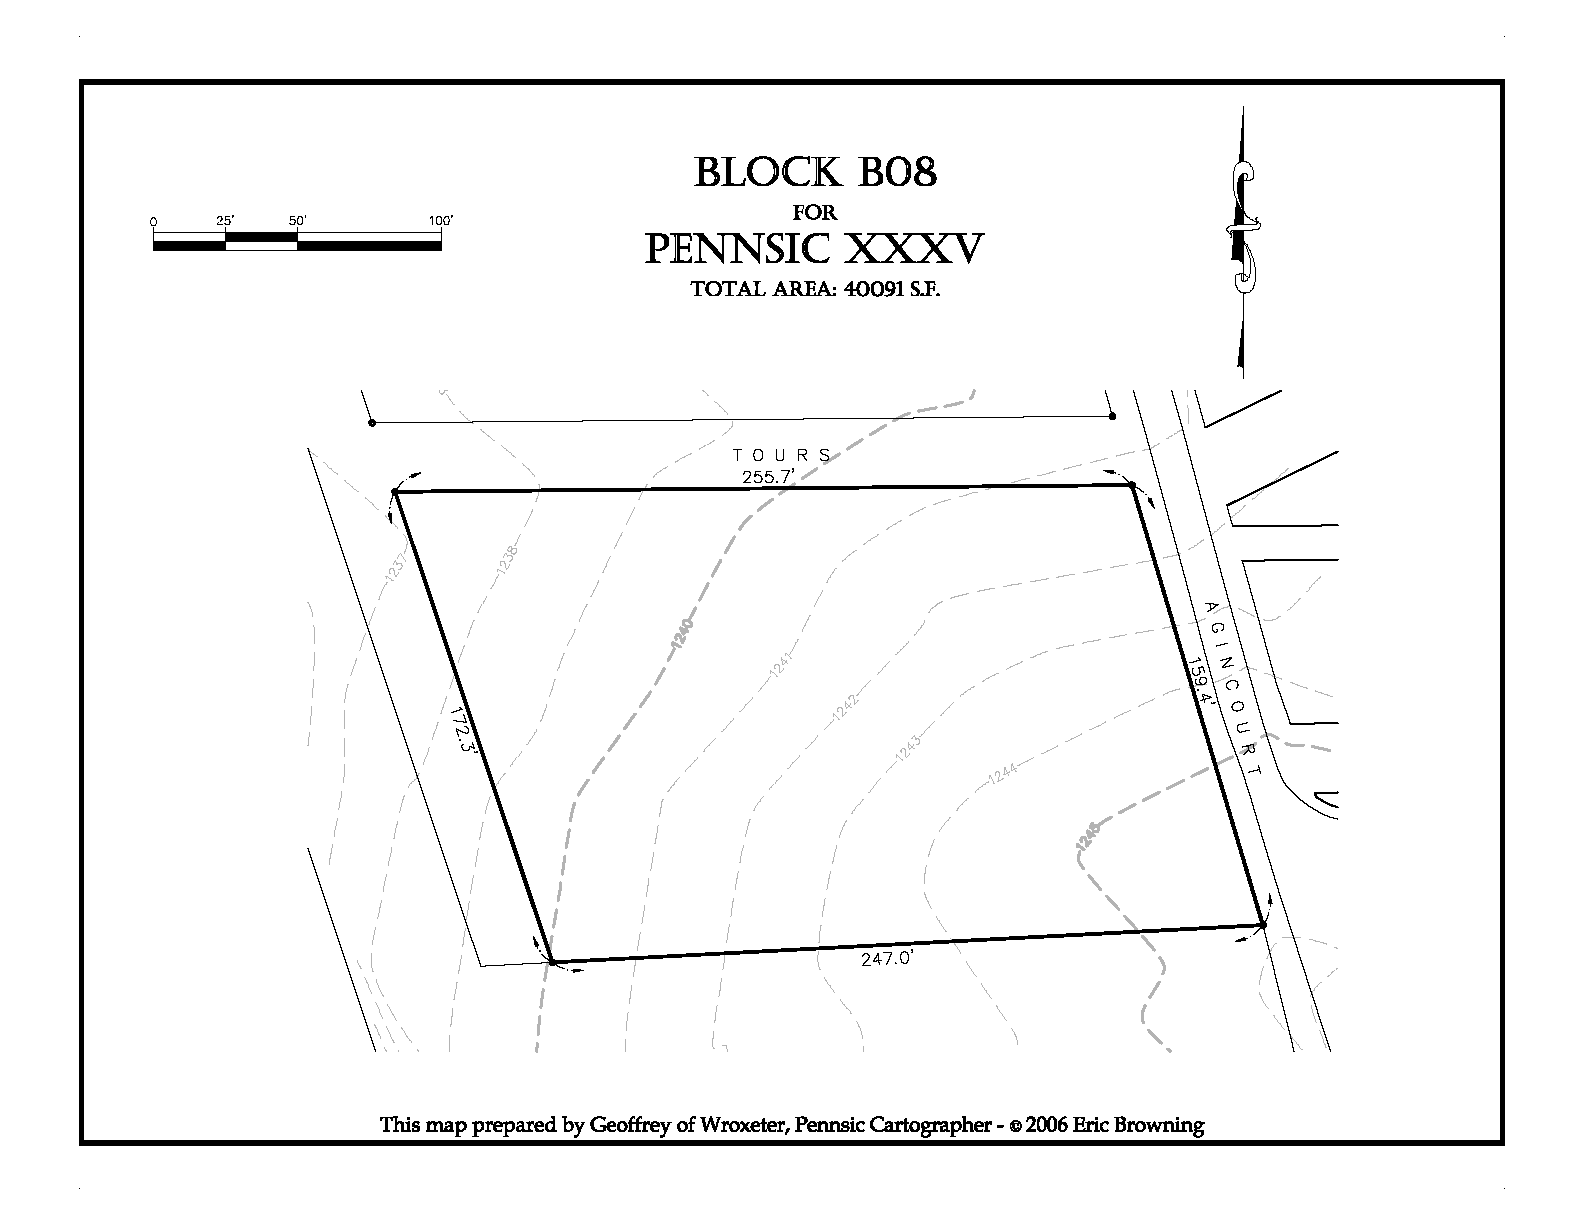 BLOCK B08
FOR
PENNSIC XXXV
TOTAL AREA: 40091 S.F.
0 25' 50' 100'
TOURS
255.7'
1237
1238
1240
1241
1242
1243
1244
1245
172.3'
159.4'
AGINCOURT
247.0'
This map prepared by Geoffrey of Wroxeter, Pennsic Cartographer - © 2006 Eric Browning